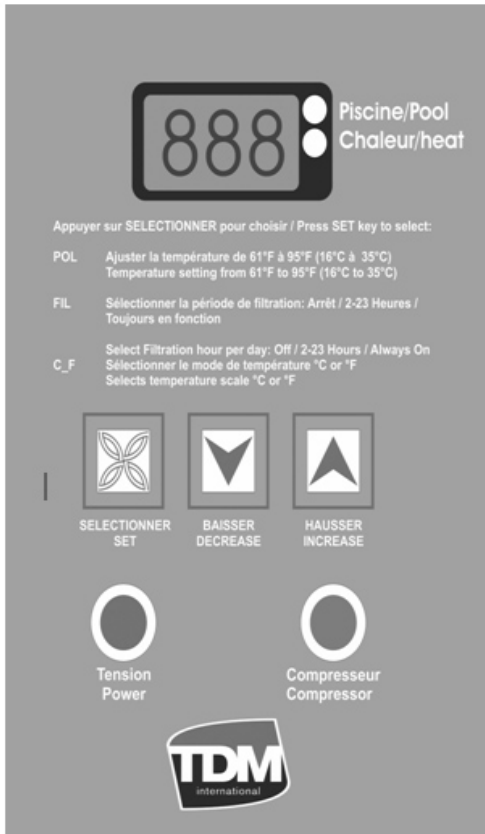 888
Piscine/Pool
Chaleur/heat
Appuyer sur SELECTIONNER pour choisir / Press SET key to select:
POL Ajuster la température de 61°F à 95°F (16°C à 35°C)
Temperature setting from 61°F to 95°F (16°C to 35°C)
FIL Sélectionner la période de filtration: Arrêt / 2-23 Heures /
Toujours en fonction
Select Filtration hour per day: Off / 2-23 Hours / Always On
C_F Sélectionner le mode de température °C or °F
Selects temperature scale °C or °F
SELECTIONNER
SET
BAISSER
DECREASE
HAUSSER
INCREASE
Tension
Power
Compresseur
Compressor
TDM
international